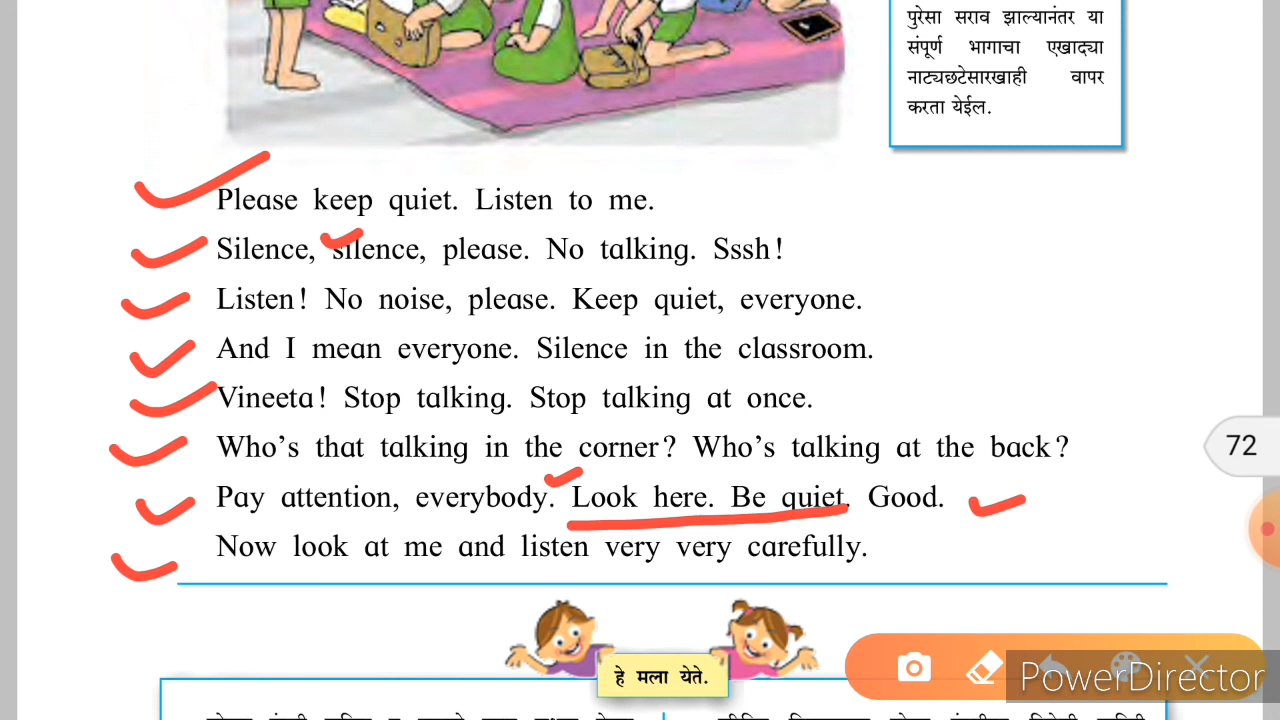 पुरेसा सराव झाल्यानंतर या
संपूर्ण भागाचा एखाद्या
नाट्यछटेसारखाही वापर
करता येईल.
Please keep quiet. Listen to me.
Silence, silence, please. No talking. Sssh!
Listen! No noise, please. Keep quiet, everyone.
And I mean everyone. Silence in the classroom.
Vineeta! Stop talking. Stop talking at once.
Who's that talking in the corner? Who's talking at the back?
72
Pay attention, everybody. Look here. Be quiet. Good.
Now look at me and listen very very carefully.
हे मला येते.
PowerDirector